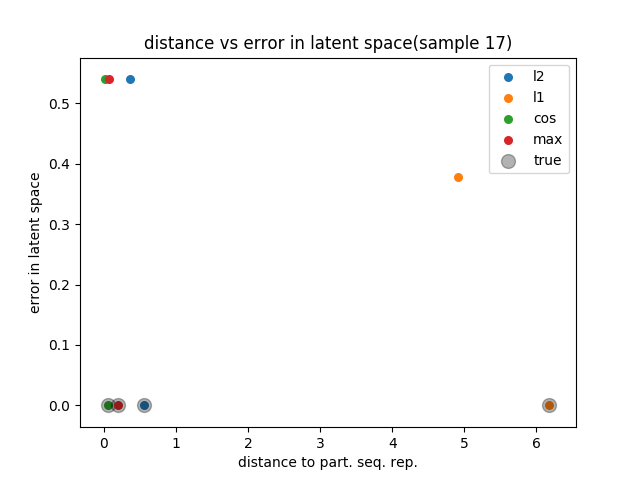 distance vs error in latent space(sample 17)
l2
l1
cos
max
true
error in latent space
0.5
0.4
0.3
0.2
0.1
0.0
0 1 2 3 4 5 6
distance to part. seq. rep.